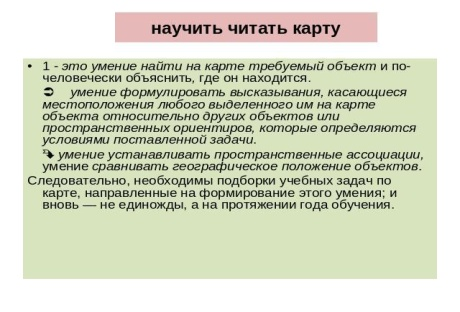 научить читать карту
• 1 - это умение найти на карте требуемый объект и по-
человечески объяснить, где он находится.
➲ умение формулировать высказывания, касающиеся
местоположения любого выделенного им на карте
объекта относительно других объектов или
пространственных ориентиров, которые определяются
условиями поставленной задачи.
умение устанавливать пространственные ассоциации,
умение сравнивать географическое положение объектов.
Следовательно, необходимы подборки учебных задач по
карте, направленные на формирование этого умения; и
вновь — не единожды, а на протяжении года обучения.